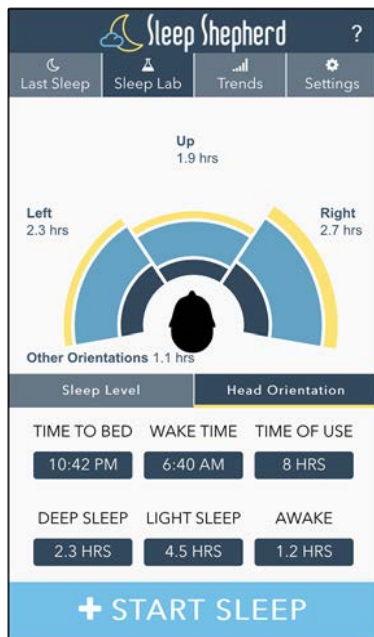 Sleep Shepherd ?
Last Sleep Sleep Lab Trends Settings
Up
1.9 hrs
Left
2.3 hrs
Right
2.7 hrs
Other Orientations 1.1 hrs
Sleep Level Head Orientation
TIME TO BED WAKE TIME TIME OF USE
10:42 PM 6:40 AM 8 HRS
DEEP SLEEP LIGHT SLEEP AWAKE
2.3 HRS 4.5 HRS 1.2 HRS
+ START SLEEP